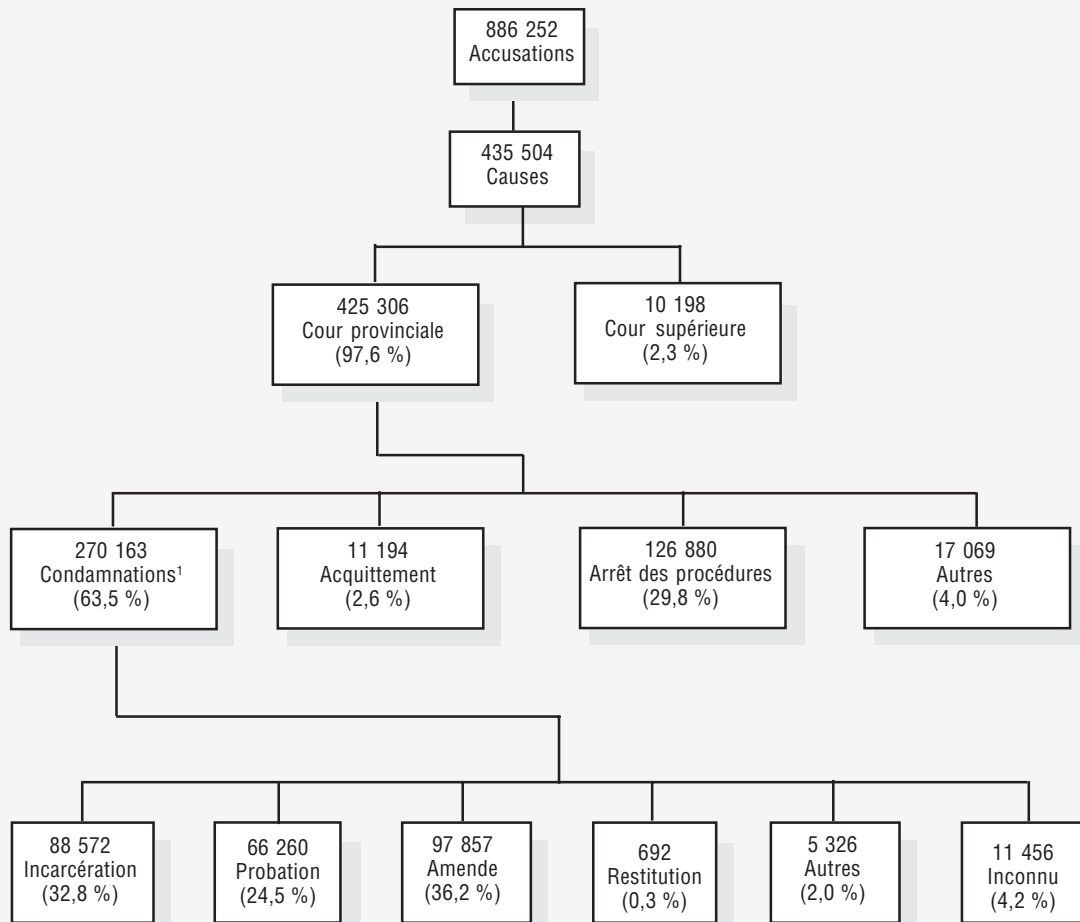 886 252
Accusations
435 504
Causes
425 306
Cour provinciale
(97,6 %)
10 198
Cour supérieure
(2,3 %)
270 163
Condamnations¹
(63,5 %)
11 194
Acquittement
(2,6 %)
126 880
Arrêt des procédures
(29,8 %)
17 069
Autres
(4,0 %)
88 572
Incarcération
(32,8 %)
66 260
Probation
(24,5 %)
97 857
Amende
(36,2 %)
692
Restitution
(0,3 %)
5 326
Autres
(2,0 %)
11 456
Inconnu
(4,2 %)